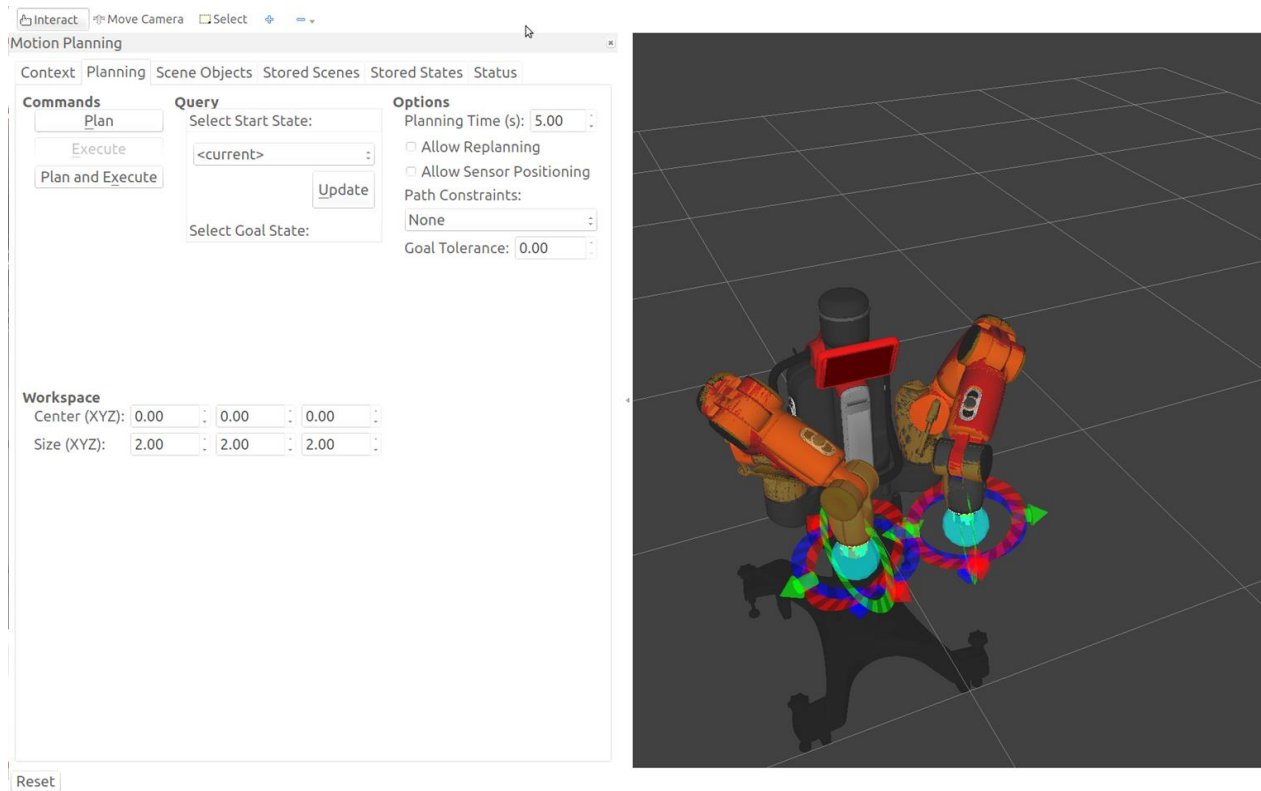 Interact Move Camera Select
Motion Planning
Context Planning Scene Objects Stored Scenes Stored States Status
Commands Query Options
Plan Select Start State: Planning Time (s): 5.00
Execute <current> Allow Replanning
Plan and Execute Update Allow Sensor Positioning
Path Constraints:
None
Select Goal State: Goal Tolerance: 0.00
Workspace
Center (XYZ): 0.00 0.00 0.00
Size (XYZ): 2.00 2.00 2.00
Reset